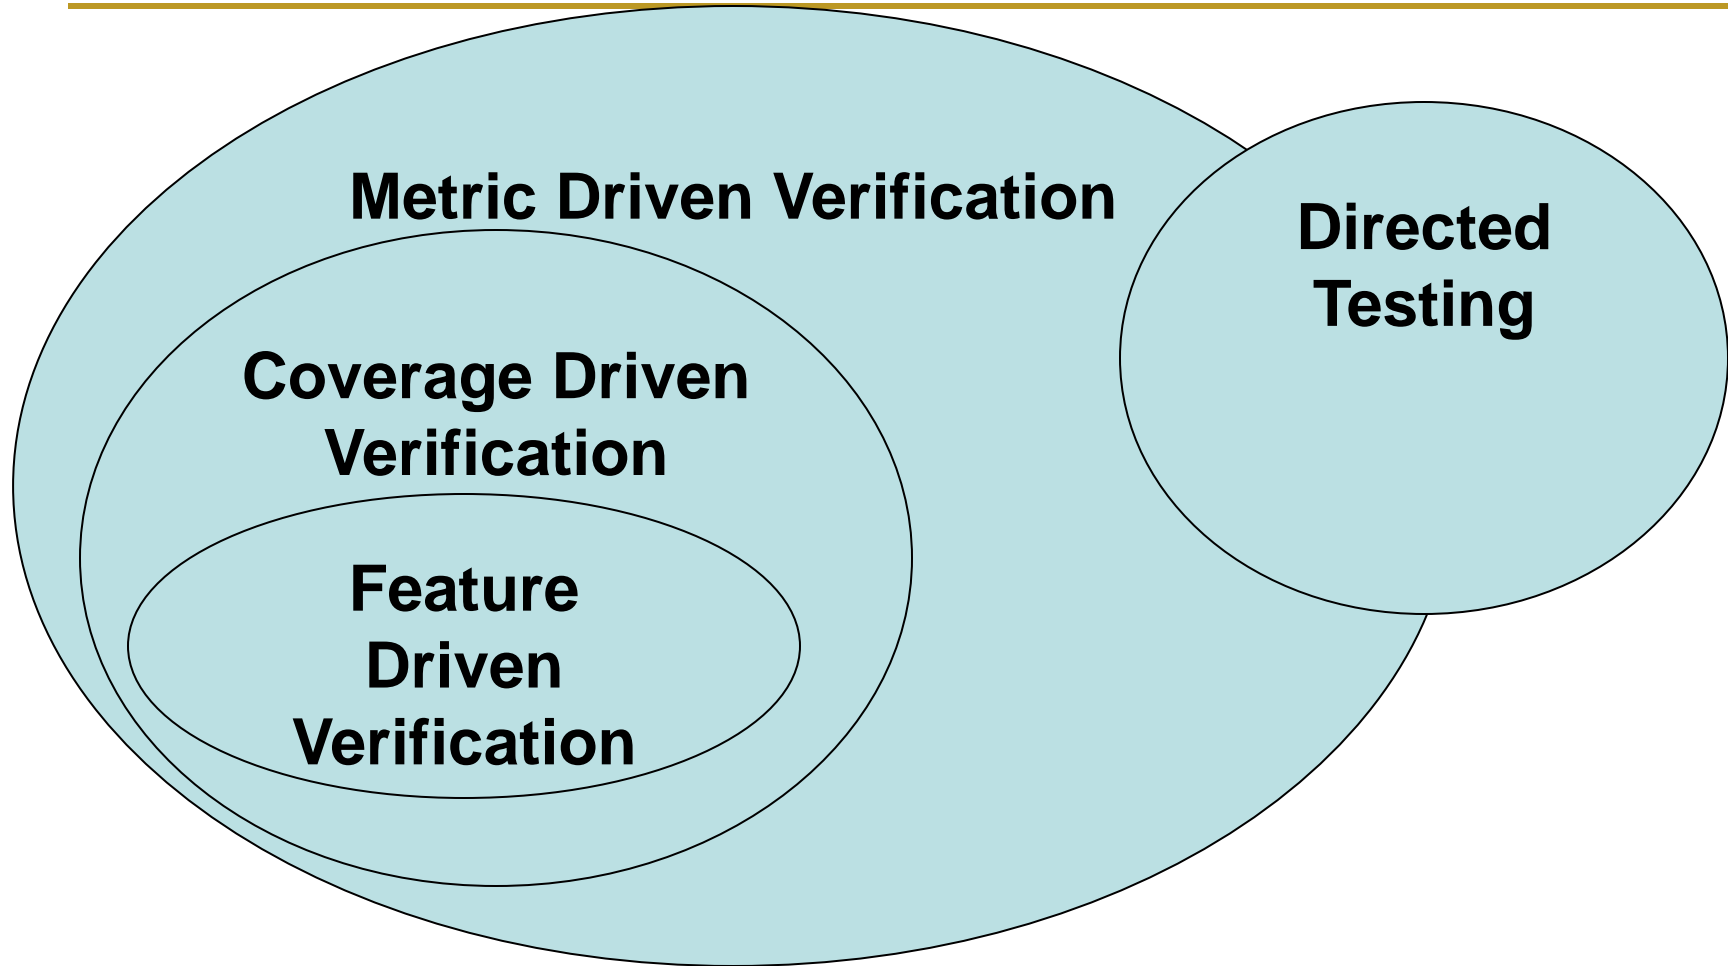 Metric Driven Verification
Directed
Testing
Coverage Driven
Verification
Feature
Driven
Verification